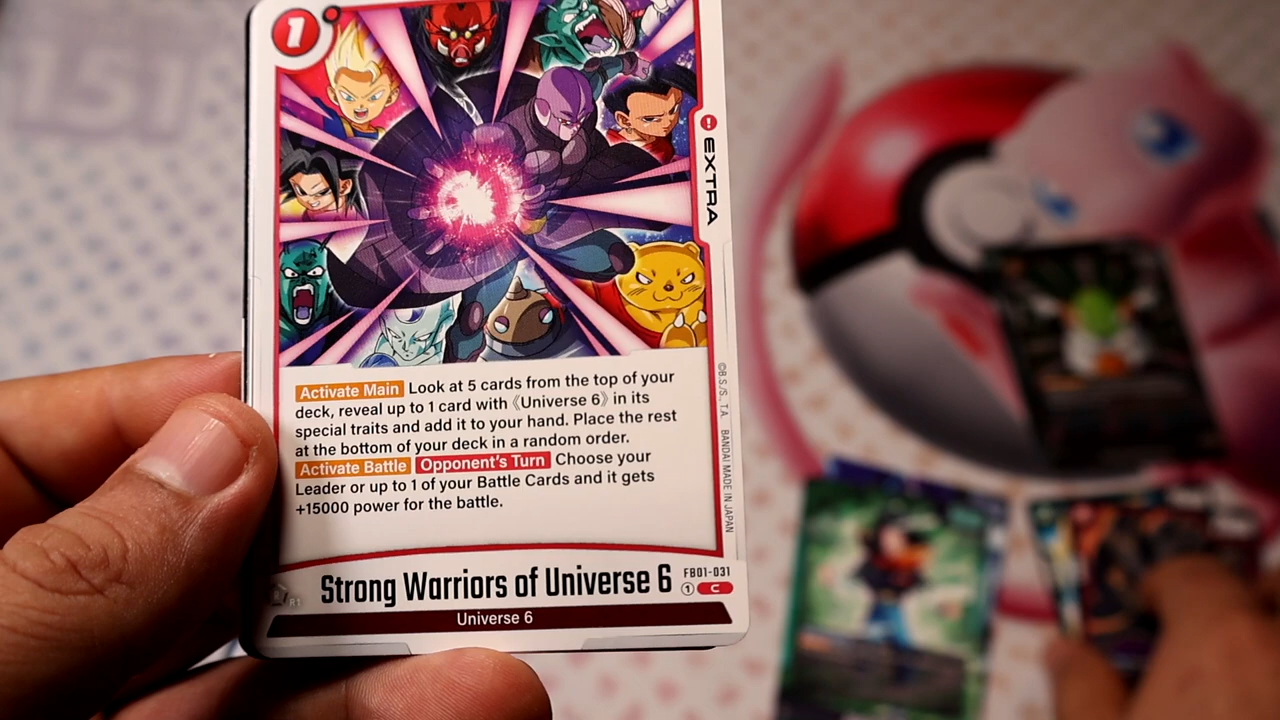 1
EXTRA
Activate Main Look at 5 cards from the top of your
deck, reveal up to 1 card with 《Universe 6》 in its
special traits and add it to your hand. Place the rest
at the bottom of your deck in a random order.
Activate Battle Opponent's Turn Choose your
Leader or up to 1 of your Battle Cards and it gets
+15000 power for the battle.
©B.S./S., T.A. BANDAI MADE IN JAPAN
Strong Warriors of Universe 6
FB01-031
R1
1 C
Universe 6
151